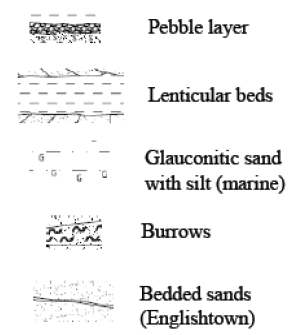 Pebble layer
Lenticular beds
G
G G G
Glauconitic sand
with silt (marine)
Burrows
Bedded sands
(Englishtown)